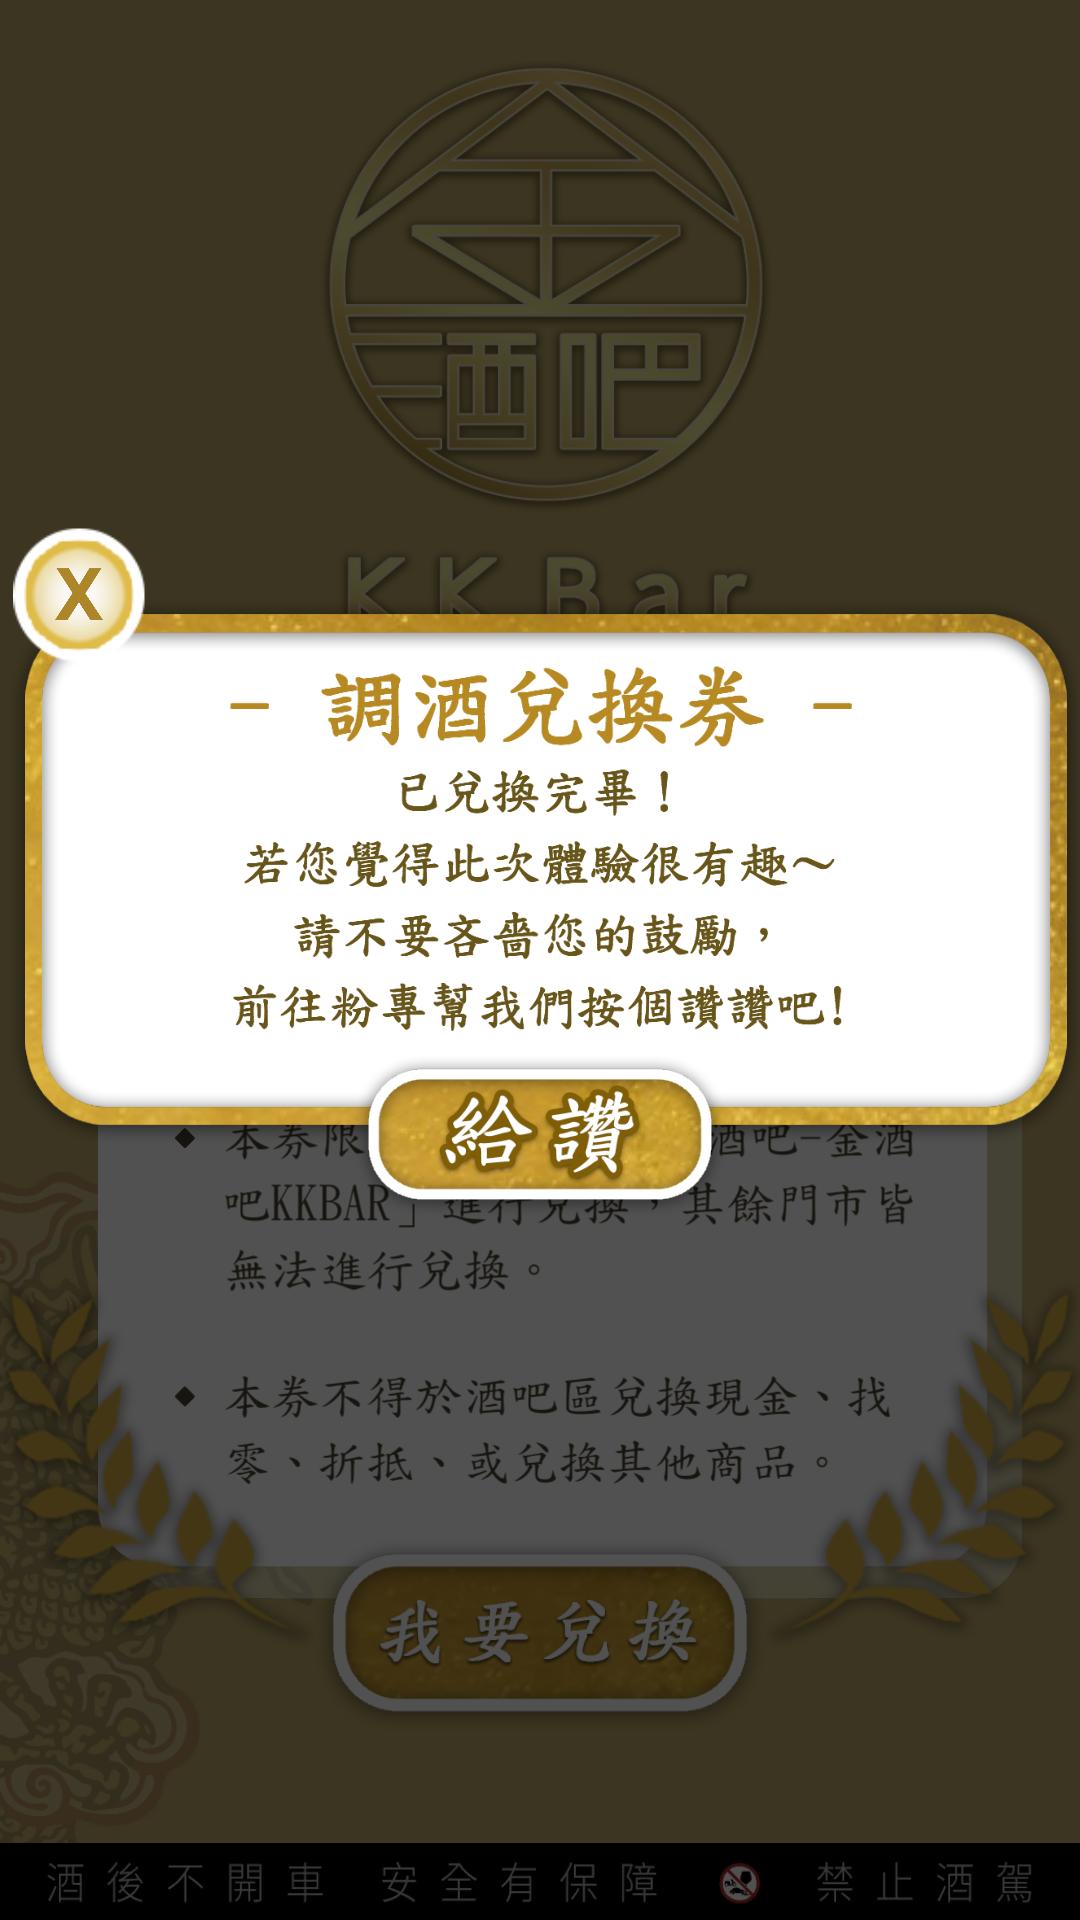 金
酒吧
KK Bar
X
- 調酒兌換券 -
已兌換完畢！
若您覺得此次體驗很有趣～
請不要吝嗇您的鼓勵，
前往粉專幫我們按個讚讚吧!
給讚
◆ 本券限 酒吧-金酒
吧KKBAR」進行兌換，其餘門市皆
無法進行兌換。
◆ 本券不得於酒吧區兌換現金、找
零、折抵、或兌換其他商品。
我要兌換
酒後不開車 安全有保障 禁止酒駕